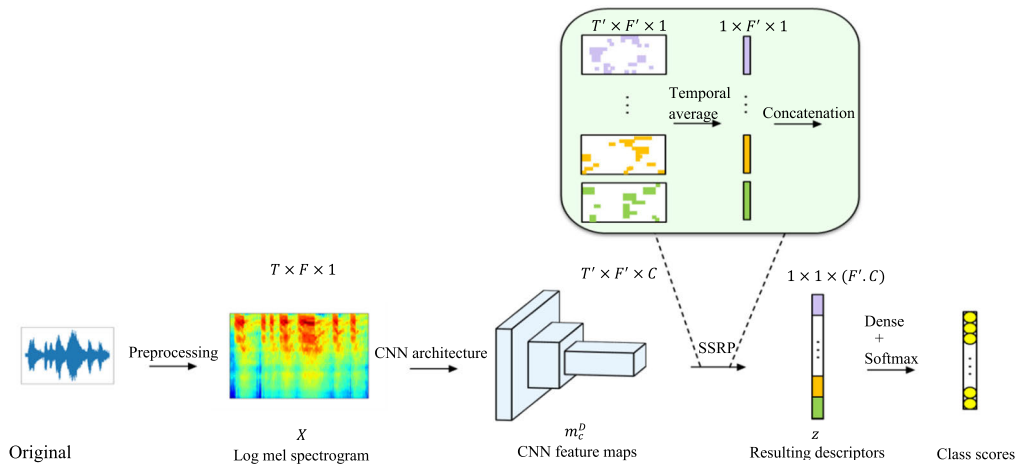 T′ × F′ × 1
1 × F′ × 1
Temporal
average
Concatenation
T × F × 1
T′ × F′ × C
1 × 1 × (F′. C)
Preprocessing
CNN architecture
SSRP
Dense
+
Softmax
X
m_c^D
z
Original
Log mel spectrogram
CNN feature maps
Resulting descriptors
Class scores